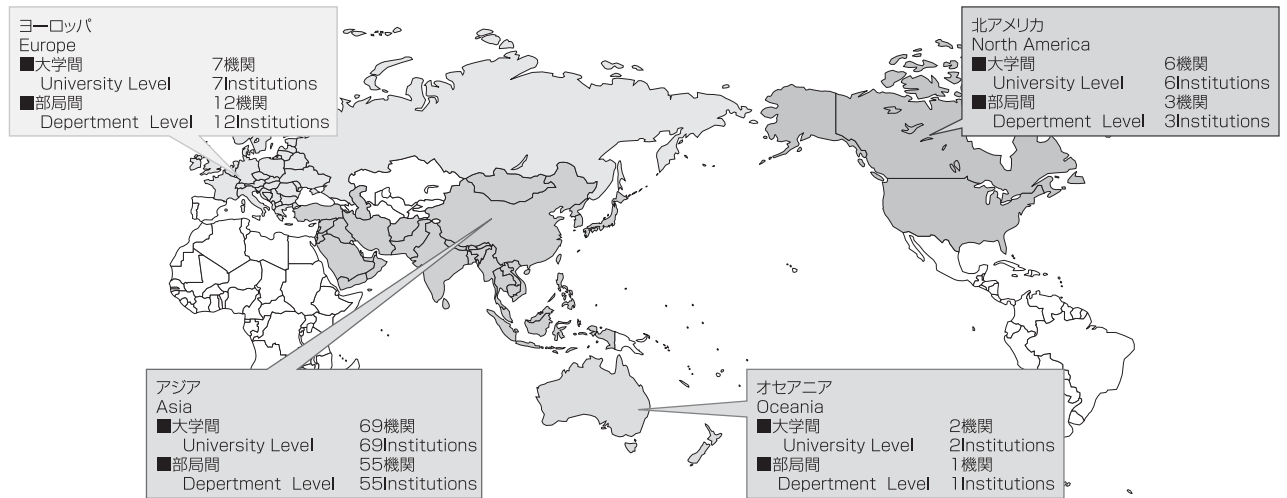 ヨーロッパ
Europe
■大学間 7機関
University Level 7Institutions
■部局間 12機関
Depertment Level 12Institutions
北アメリカ
North America
■大学間 6機関
University Level 6Institutions
■部局間 3機関
Depertment Level 3Institutions
アジア
Asia
■大学間 69機関
University Level 69Institutions
■部局間 55機関
Depertment Level 55Institutions
オセアニア
Oceania
■大学間 2機関
University Level 2Institutions
■部局間 1機関
Depertment Level 1Institutions